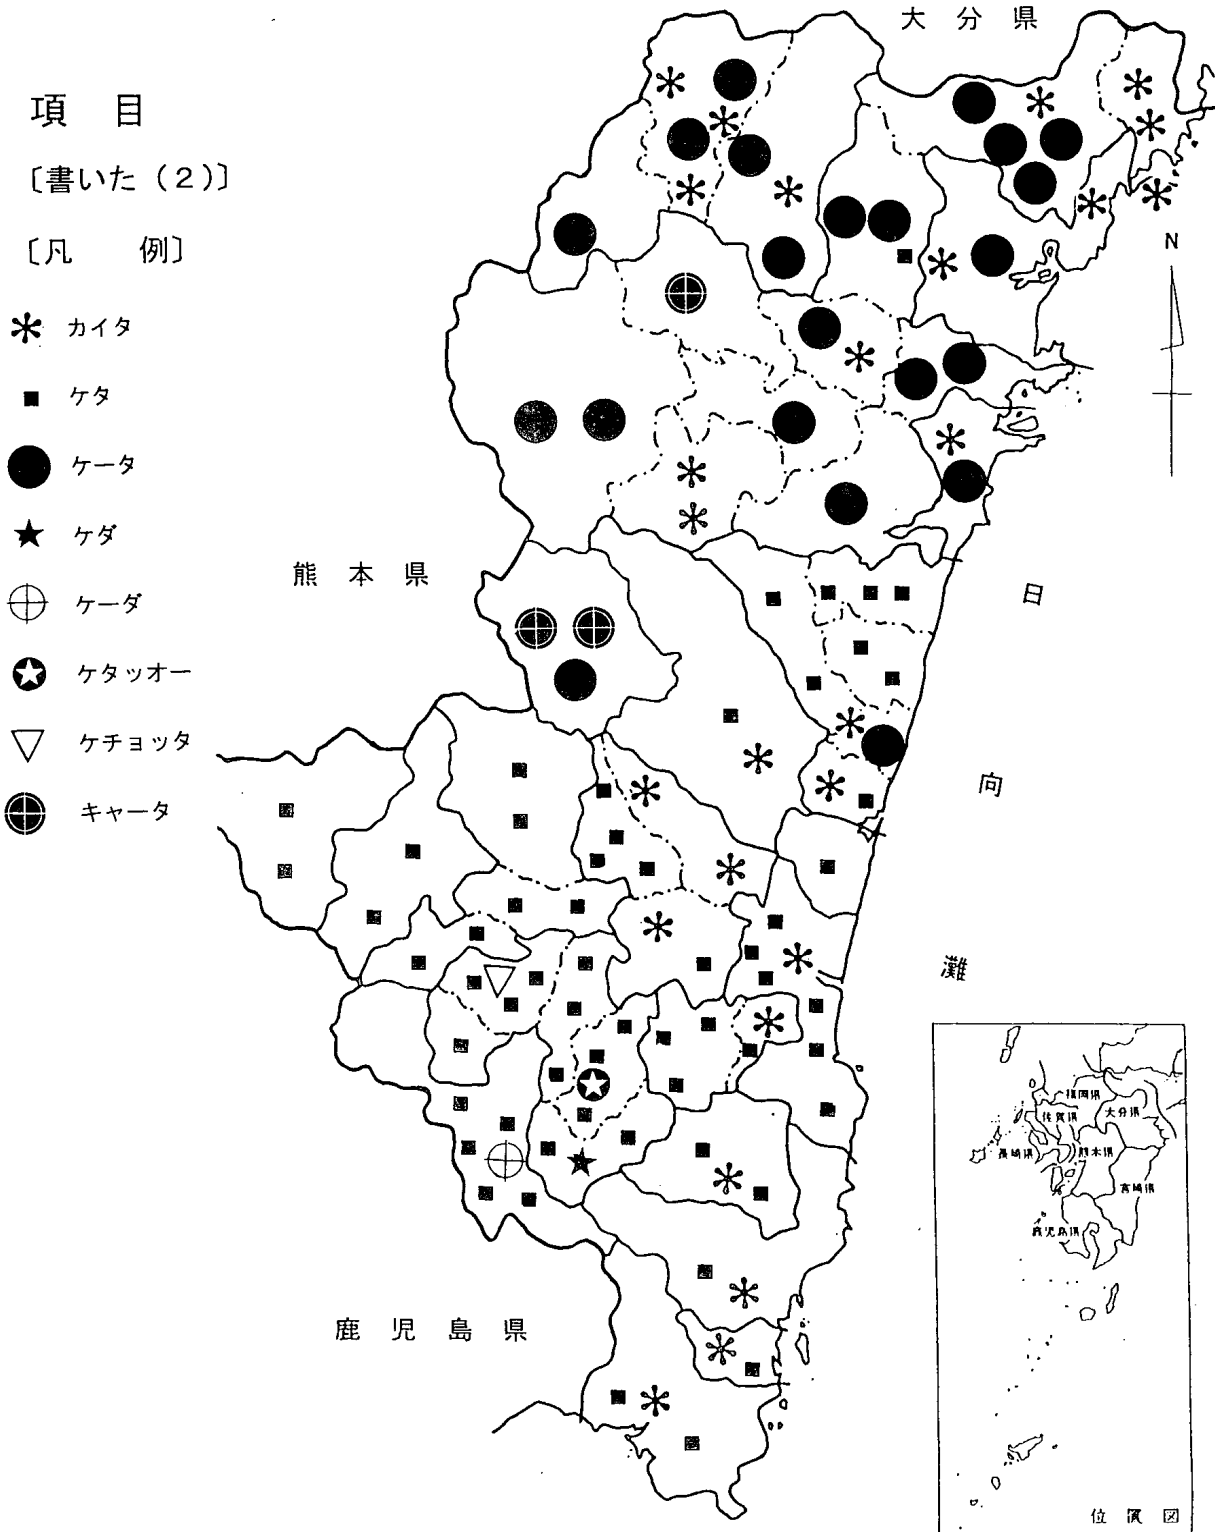 項 目
〔書いた（２）〕
〔凡 例〕
カイタ
ケタ
ケータ
ケダ
ケーダ
ケタッオー
ケチョッタ
キャータ
大 分 県
N
熊 本 県
日
向
灘
鹿 児 島 県
福岡県
佐賀県
大分県
長崎県
熊本県
宮崎県
鹿児島県
位 置 図